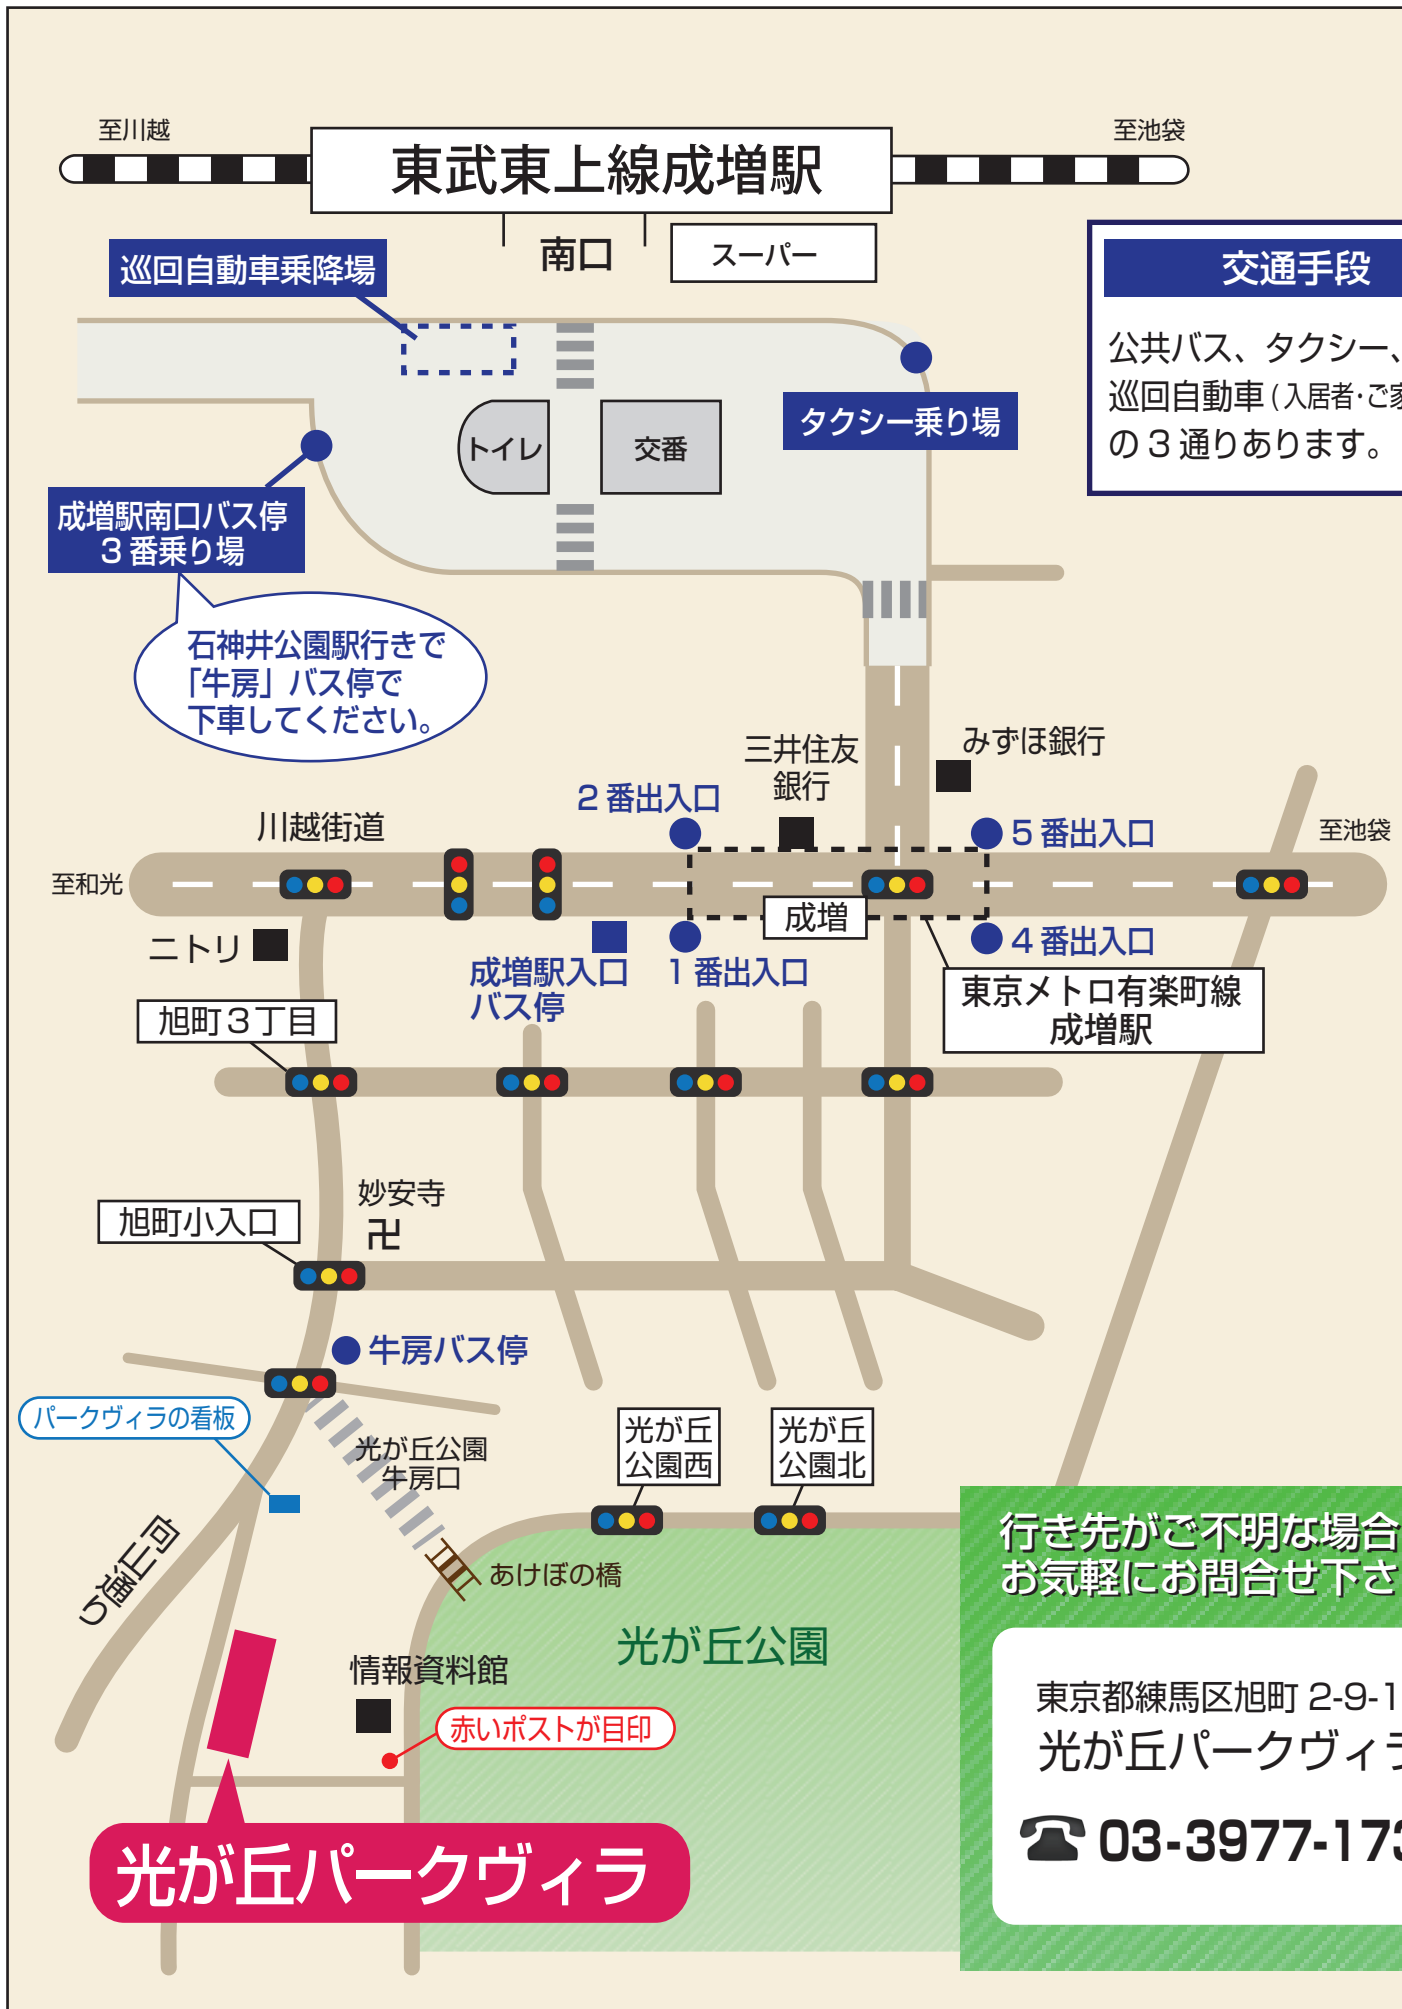 至川越
東武東上線成増駅
至池袋
南口
スーパー
巡回自動車乗降場
交通手段
公共バス、タクシー、
巡回自動車(入居者・ご家
の3通りあります。
タクシー乗り場
トイレ
交番
成増駅南口バス停
3番乗り場
石神井公園駅行きで
「牛房」バス停で
下車してください。
三井住友
銀行
みずほ銀行
2番出入口
5番出入口
川越街道
至池袋
至和光
成増
ニトリ
成増駅入口
バス停
1番出入口
4番出入口
東京メトロ有楽町線
成増駅
旭町3丁目
妙安寺
卍
旭町小入口
牛房バス停
パークヴィラの看板
光が丘公園
牛房口
光が丘
公園西
光が丘
公園北
向山通り
あけぼの橋
光が丘公園
情報資料館
赤いポストが目印
光が丘パークヴィラ
行き先がご不明な場合
お気軽にお問合せ下さ
東京都練馬区旭町 2-9-1
光が丘パークヴィラ
03-3977-173